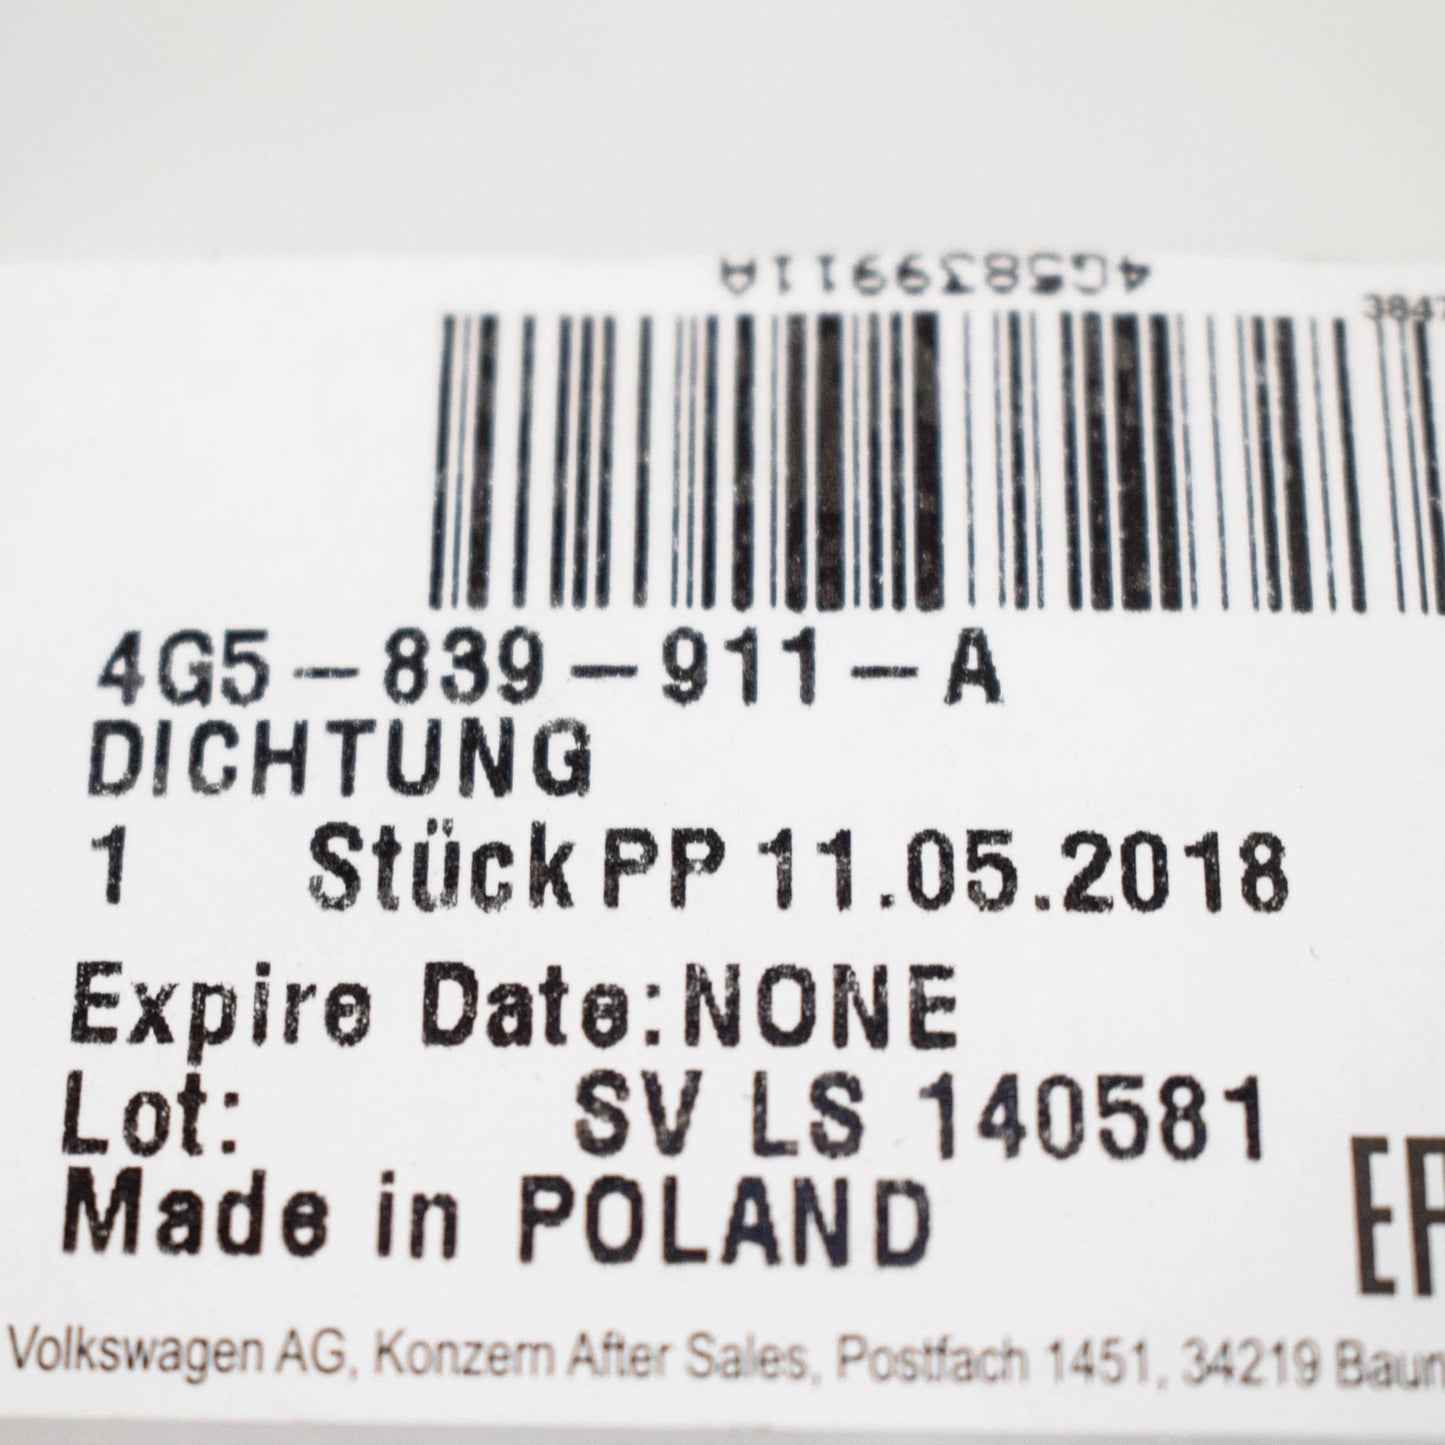 4G5839911A
3847
4G5-839-911-A
DICHTUNG
1 Stück PP 11.05.2018
Expire Date:NONE
Lot: SV LS 140581
Made in POLAND
Volkswagen AG, Konzern After Sales, Postfach 1451, 34219